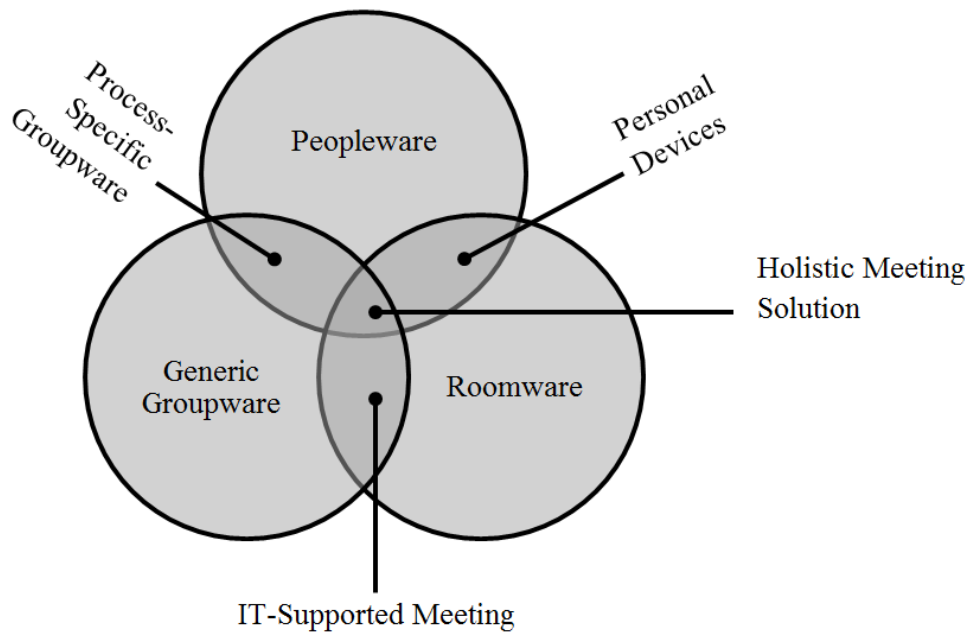 Process-
Specific
Groupware
Peopleware
Personal
Devices
Holistic Meeting
Solution
Generic
Groupware
Roomware
IT-Supported Meeting